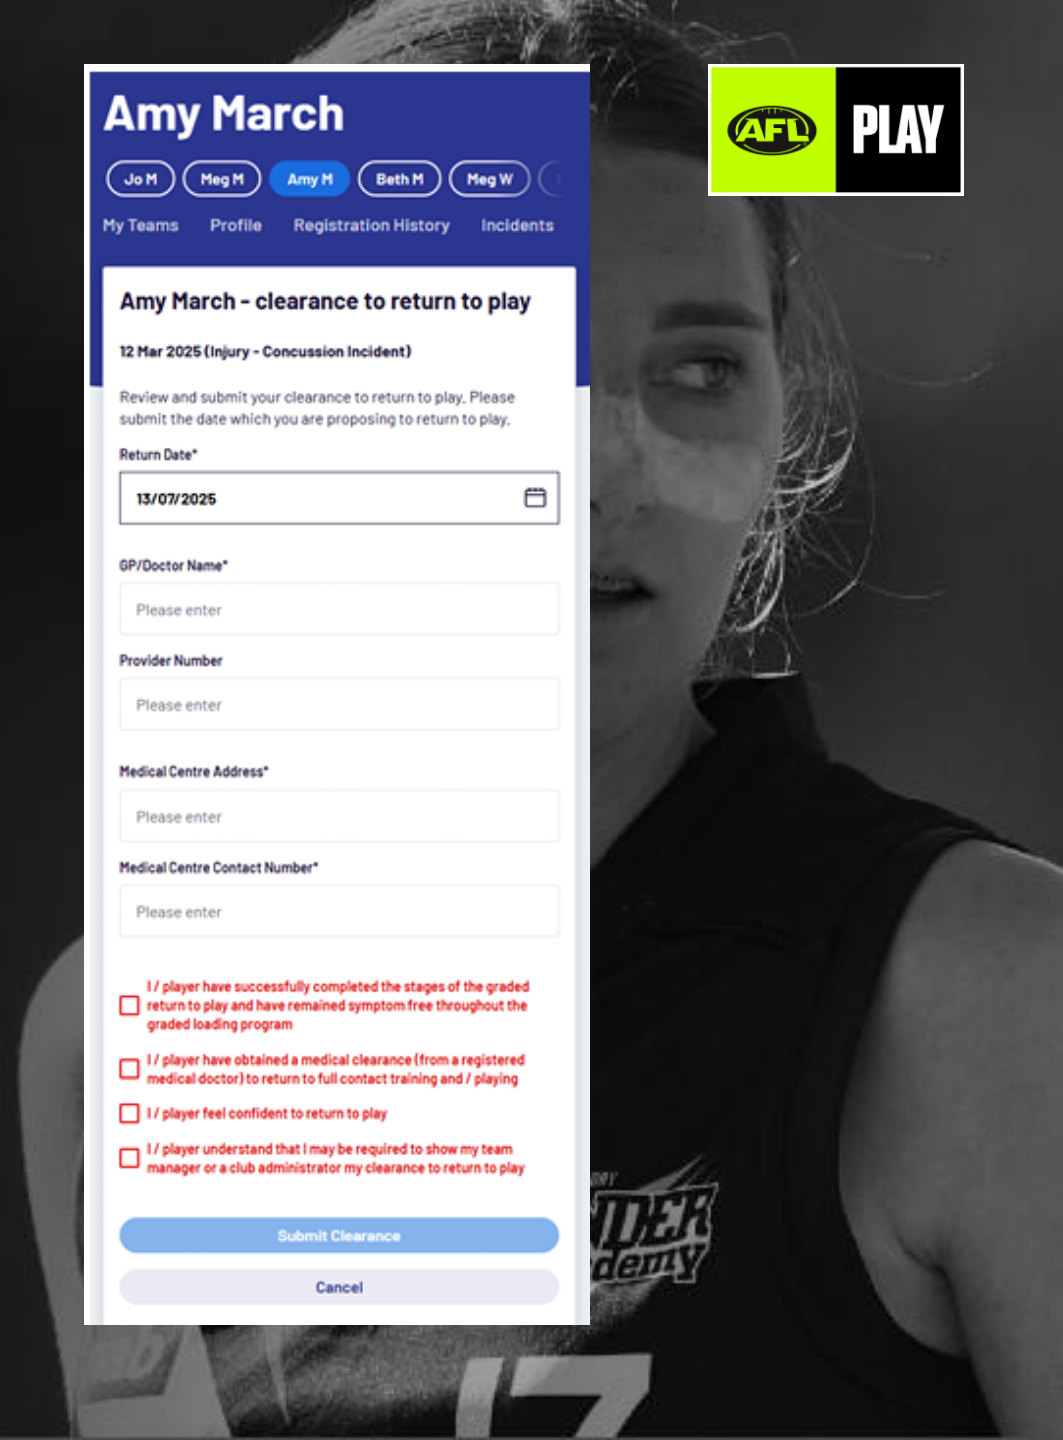 Amy March
Jo M
Meg M
Amy M
Beth M
Meg W
My Teams
Profile
Registration History
Incidents
Amy March - clearance to return to play
12 Mar 2025 (Injury - Concussion Incident)
Review and submit your clearance to return to play. Please
submit the date which you are proposing to return to play.
Return Date*
13/07/2025
GP/Doctor Name*
Please enter
Provider Number
Please enter
Medical Centre Address*
Please enter
Medical Centre Contact Number*
Please enter
I / player have successfully completed the stages of the graded
return to play and have remained symptom free throughout the
graded loading program
I / player have obtained a medical clearance (from a registered
medical doctor) to return to full contact training and / playing
I / player feel confident to return to play
I / player understand that I may be required to show my team
manager or a club administrator my clearance to return to play
Submit Clearance
Cancel
AFL
PLAY
17